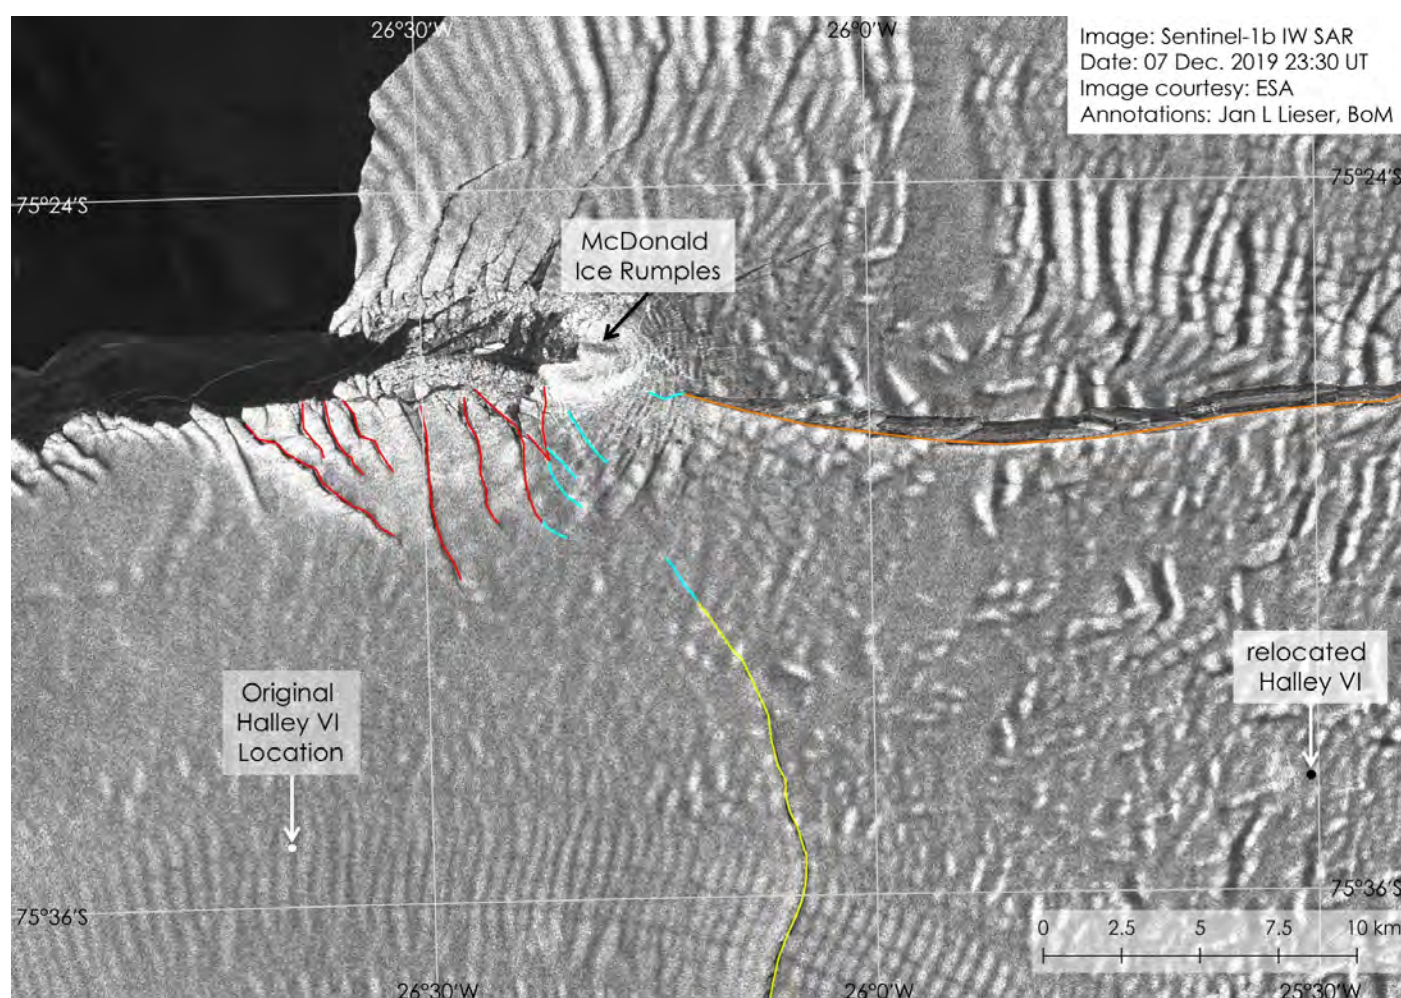 26°30'W
26°0'W
Image: Sentinel-1b IW SAR
Date: 07 Dec. 2019 23:30 UT
Image courtesy: ESA
Annotations: Jan L Lieser, BoM
75°24'S
75°24'S
McDonald
Ice Rumples
relocated
Halley VI
Original
Halley VI
Location
75°36'S
75°36'S
0 2.5 5 7.5 10 km
26°30'W
26°0'W
25°30'W